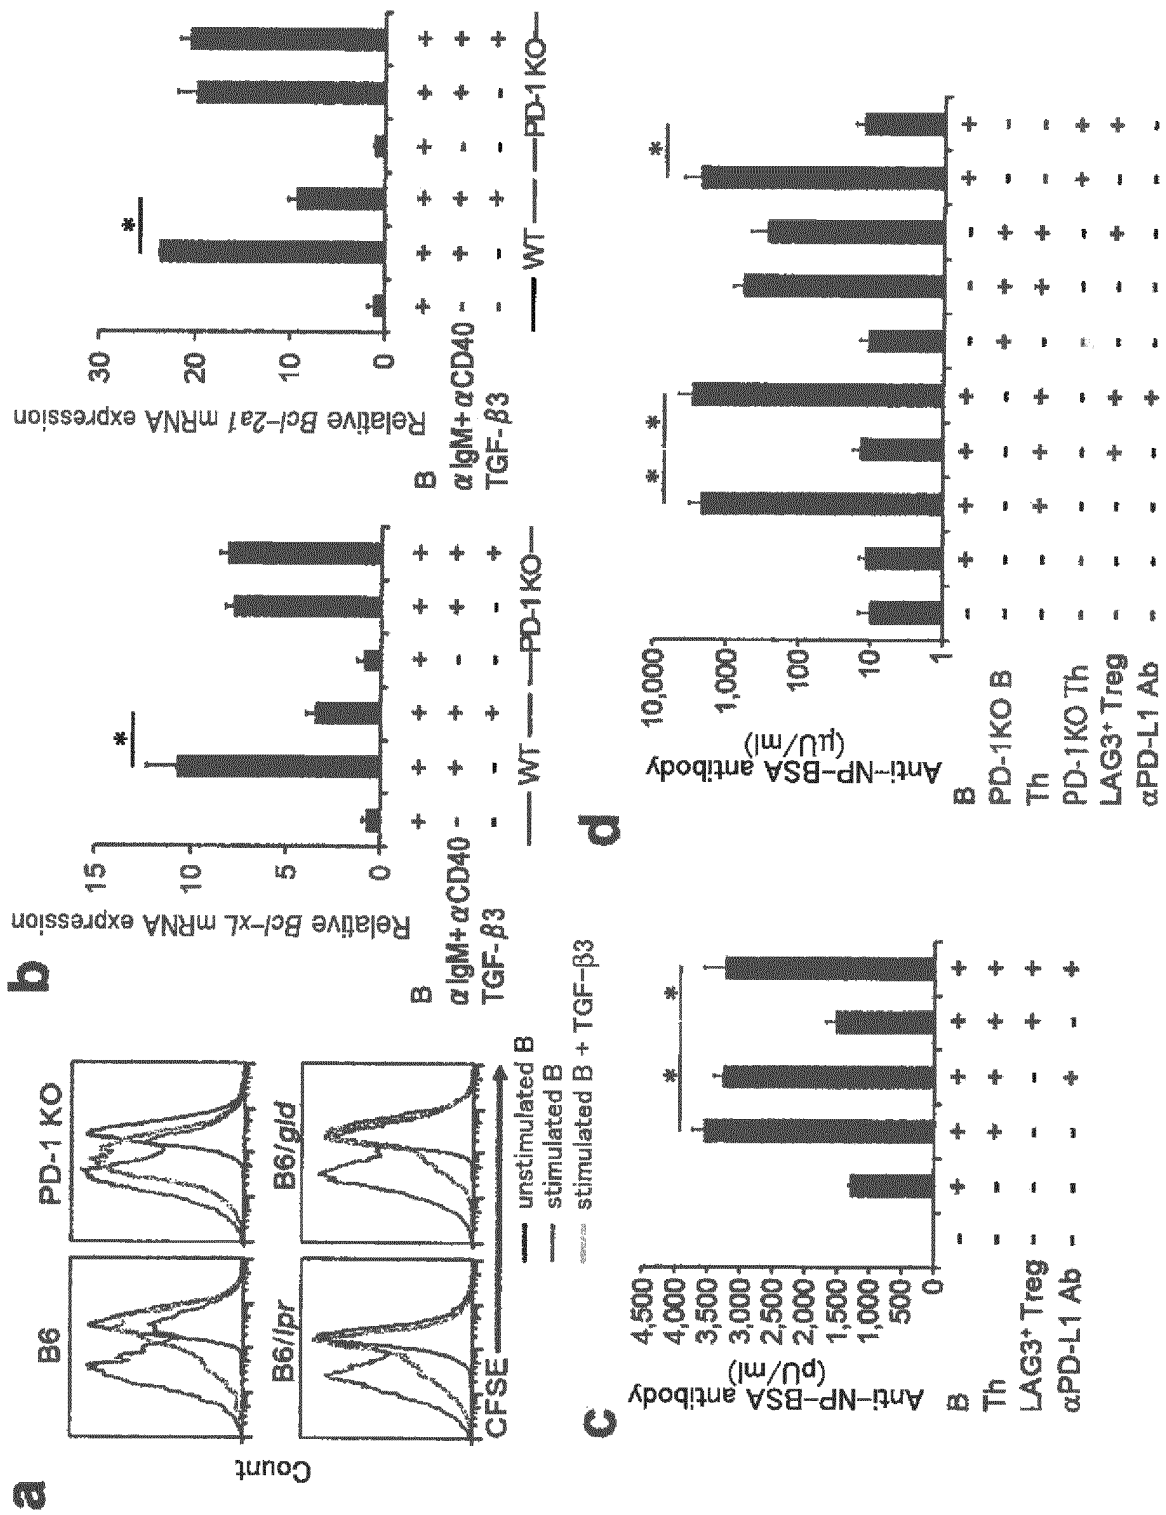 a
B6
PD-1 KO
B6/lpr
B6/gld
Count
CFSE
unstimulated B
stimulated B
stimulated B + TGF-β3
b
Relative Bcl-xL mRNA expression
15
10
5
0
*
B + + + + + +
αIgM+αCD40 - + + - + +
TGF-β3 - - + - - +
WT PD-1 KO
Relative Bcl-2a1 mRNA expression
30
20
10
0
*
B + + + + + +
αIgM+αCD40 - + + - + +
TGF-β3 - - + - - +
WT PD-1 KO
c
Anti-NP-BSA antibody
(pU/ml)
4,500
4,000
3,500
3,000
2,500
2,000
1,500
1,000
500
0
* *
B - + + + + +
Th - - + + + +
LAG3⁺ Treg - - - - + +
αPD-L1 Ab - - - + - +
d
Anti-NP-BSA antibody
(μU/ml)
10,000
1,000
100
10
1
* * *
B - + + + + - - - + +
PD-1KO B - - - - - + + + - -
Th - - + + + - + + - -
PD-1KO Th - - - - - - - - + +
LAG3⁺ Treg - - - + + - - + - +
αPD-L1 Ab - - - - + - - - - -